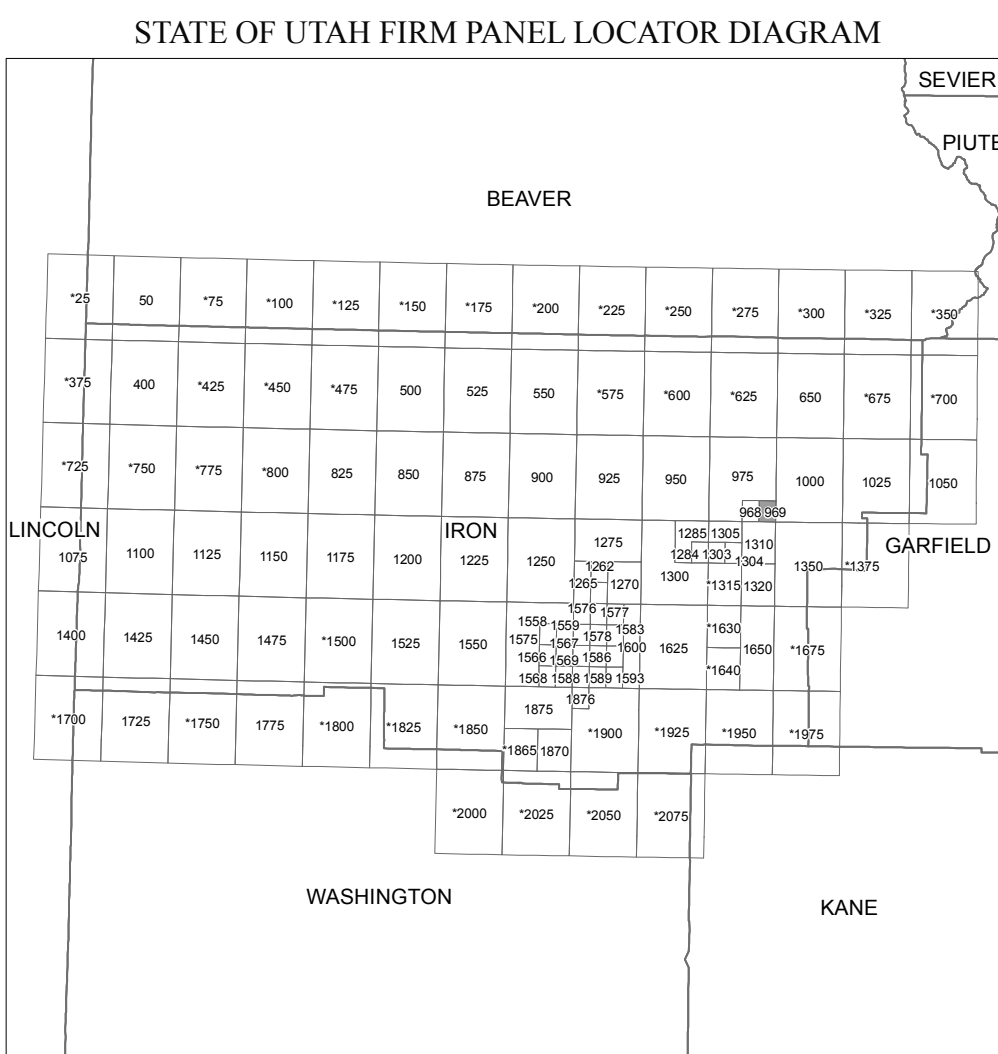 STATE OF UTAH FIRM PANEL LOCATOR DIAGRAM
SEVIER
PIUTE
BEAVER
*25 50 *75 *100 *125 *150 *175 *200 *225 *250 *275 *300 *325 *350
*375 400 *425 *450 *475 500 525 550 *575 *600 *625 650 *675 *700
*725 *750 *775 *800 825 850 875 900 925 950 975 1000 1025 1050
968 969
LINCOLN IRON GARFIELD
1285 1305
1275 1310
1075 1100 1125 1150 1175 1200 1225 1250 1284 1303 1304 1350 *1375
1262
1265 1270 1300 *1315 1320
1576 1577
1558 1559 1583 *1630
1400 1425 1450 1475 *1500 1525 1550 1575 1567 1578 1600 1625 1650 *1675
1566 1569 1586 *1640
1568 1588 1589 1593
1876
1875
*1700 1725 *1750 1775 *1800 *1825 *1850 *1900 *1925 *1950 *1975
*1865 1870
*2000 *2025 *2050 *2075
WASHINGTON
KANE